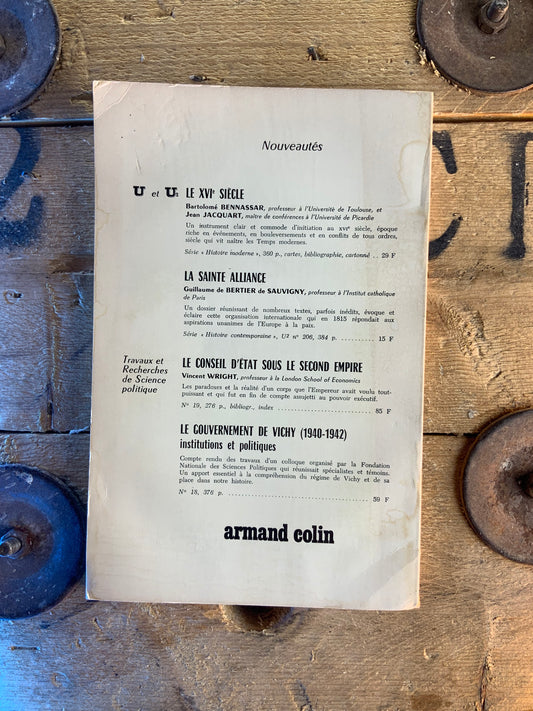 Nouveautés
U et U2 LE XVIe SIÈCLE
Bartolomé BENNASSAR, professeur à l'Université de Toulouse, et
Jean JACQUART, maître de conférences à l'Université de Picardie
Un instrument clair et commode d'initiation au XVIe siècle, époque
riche en événements, en bouleversements et en conflits de tous ordres,
siècle qui vit naître les Temps modernes.
Série « Histoire moderne », 360 p., cartes, bibliographie, cartonné .. 29 F
LA SAINTE ALLIANCE
Guillaume de BERTIER de SAUVIGNY, professeur à l'Institut catholique
de Paris
Un dossier réunissant de nombreux textes, parfois inédits, évoque et
éclaire cette organisation internationale qui en 1815 répondait aux
aspirations unanimes de l'Europe à la paix.
Série « Histoire contemporaine », U2 n° 206, 384 p. .......... 15 F
Travaux et
Recherches
de Science
politique
LE CONSEIL D'ÉTAT SOUS LE SECOND EMPIRE
Vincent WRIGHT, professeur à la London School of Economics
Les paradoxes et la réalité d'un corps que l'Empereur avait voulu tout-
puissant et qui fut en fin de compte assujetti au pouvoir exécutif.
N° 19, 276 p., bibliogr., index .......... 85 F
LE GOUVERNEMENT DE VICHY (1940-1942)
institutions et politiques
Compte rendu des travaux d'un colloque organisé par la Fondation
Nationale des Sciences Politiques qui réunissait spécialistes et témoins.
Un apport essentiel à la compréhension du régime de Vichy et de sa
place dans notre histoire.
N° 18, 376 p. .......... 59 F
armand colin